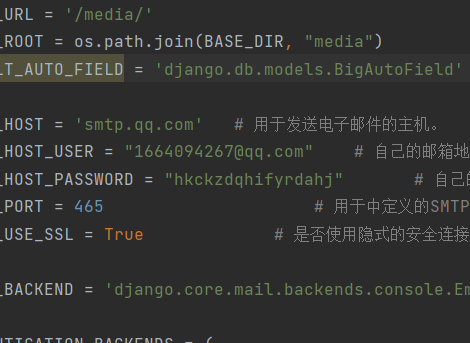 _URL = '/media/'
_ROOT = os.path.join(BASE_DIR, "media")
LT_AUTO_FIELD = 'django.db.models.BigAutoField'
_HOST = 'smtp.qq.com' # 用于发送电子邮件的主机。
_HOST_USER = "1664094267@qq.com" # 自己的邮箱地
_HOST_PASSWORD = "hkckzdqhifyrdahj" # 自己的
_PORT = 465 # 用于中定义的SMTP
_USE_SSL = True # 是否使用隐式的安全连接
_BACKEND = 'django.core.mail.backends.console.Em
NTICATION_BACKENDS = (